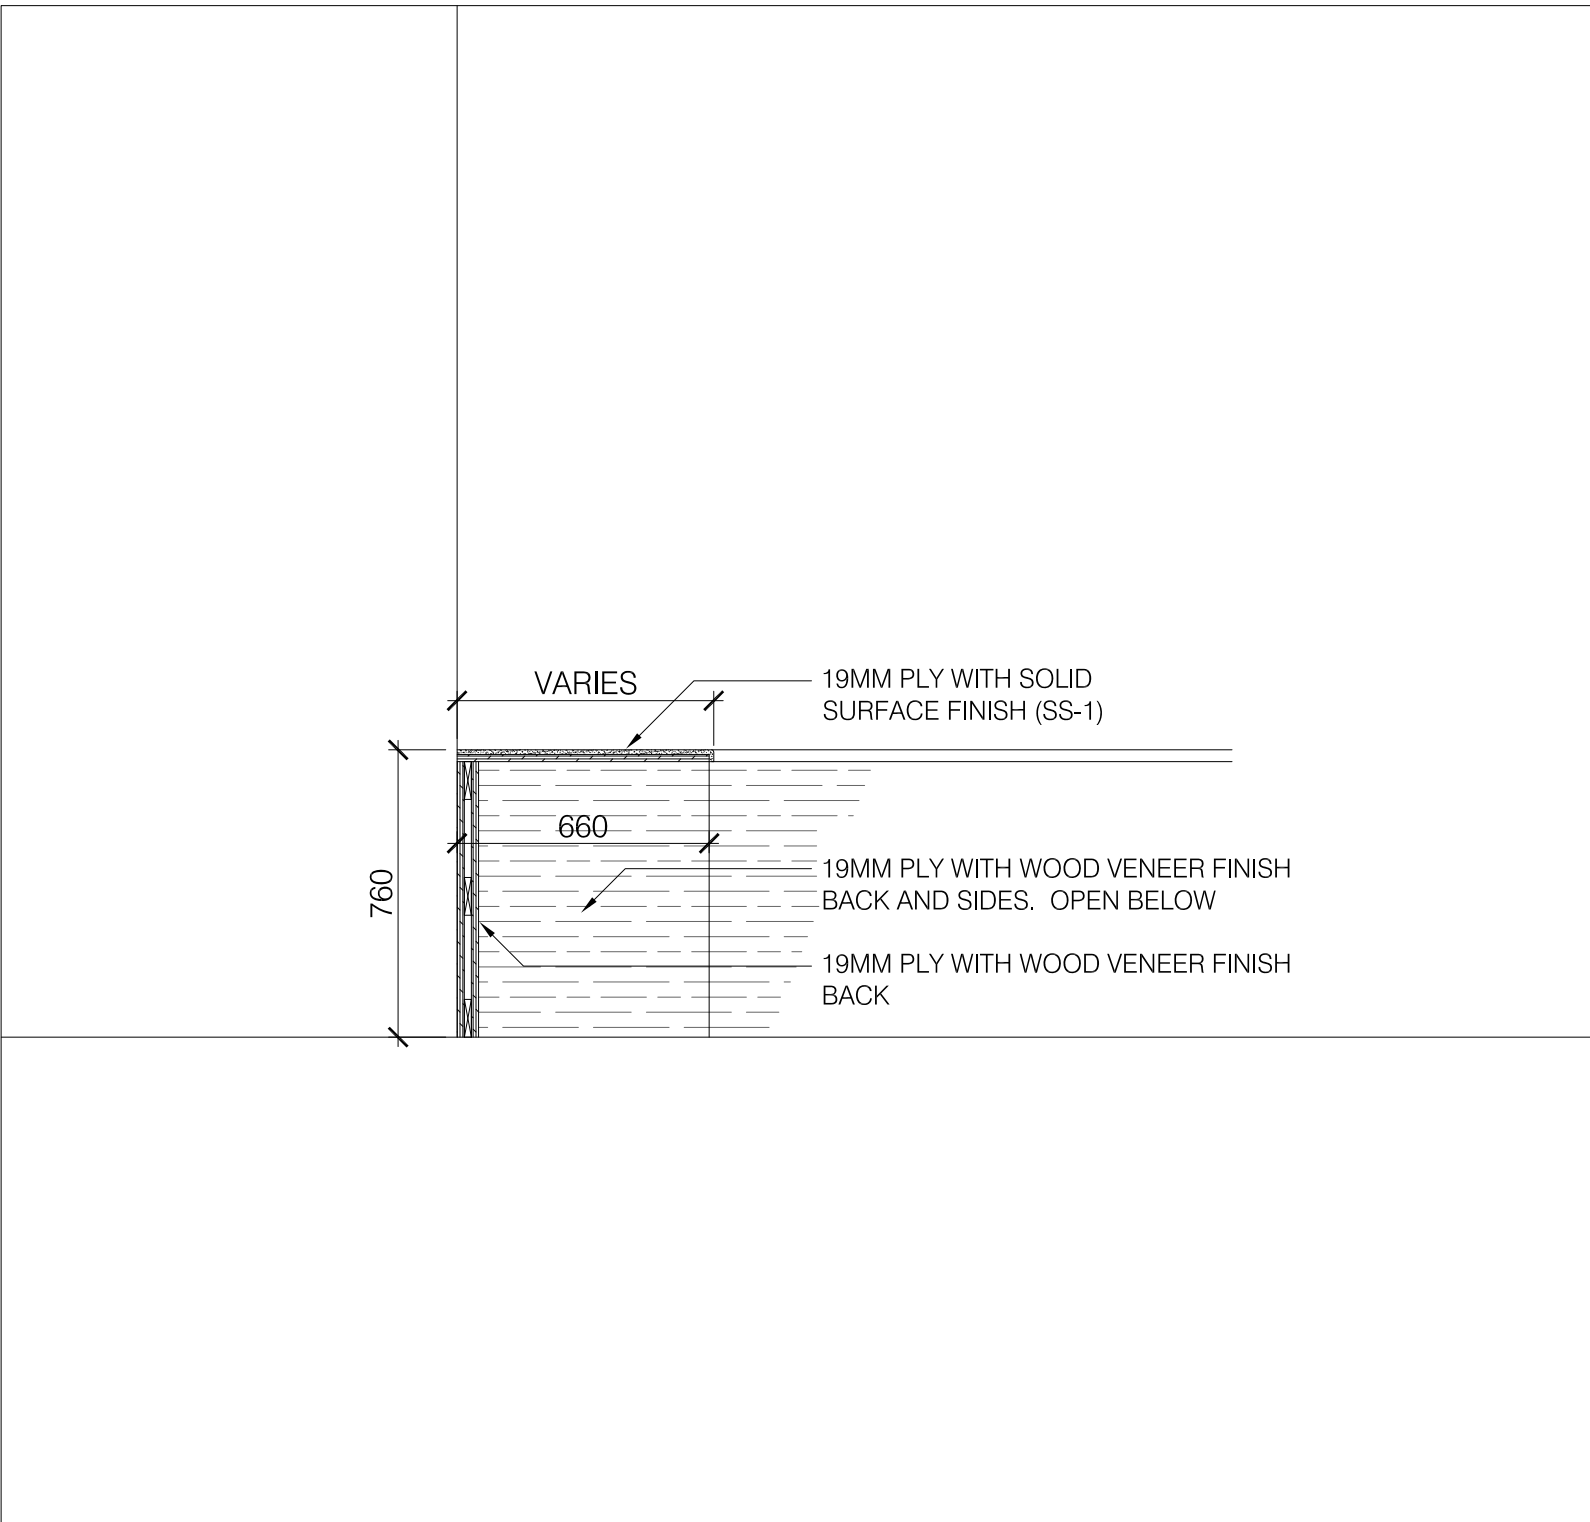 VARIES
19MM PLY WITH SOLID
SURFACE FINISH (SS-1)
660
760
19MM PLY WITH WOOD VENEER FINISH
BACK AND SIDES.  OPEN BELOW
19MM PLY WITH WOOD VENEER FINISH
BACK